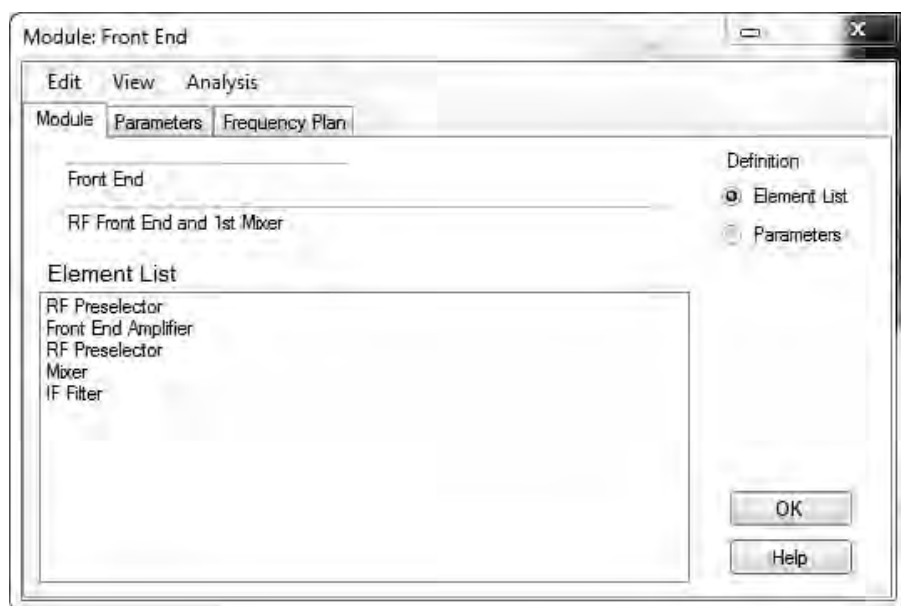 Module: Front End
Edit View Analysis
Module Parameters Frequency Plan
Front End
RF Front End and 1st Mixer
Definition
Element List
Parameters
Element List
RF Preselector
Front End Amplifier
RF Preselector
Mixer
IF Filter
OK
Help